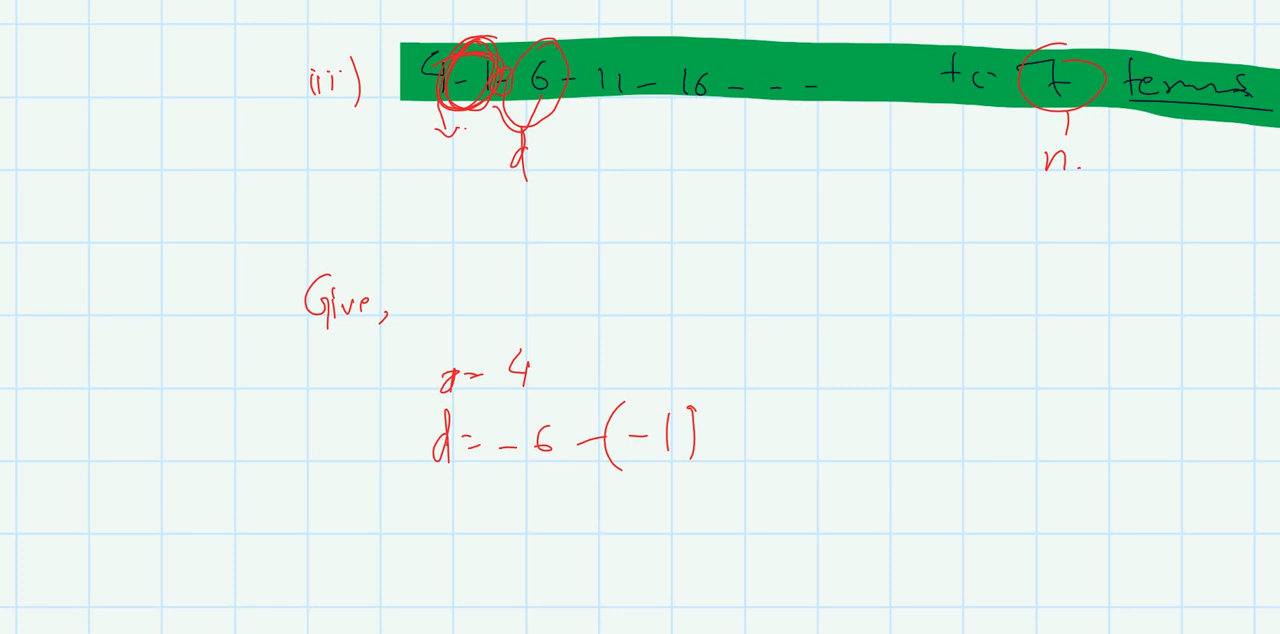 iii) 4 - 1 - 6 - 11 - 16 - - - to 7 terms
d n.
Give,
a = 4
d = - 6 - (- 1)